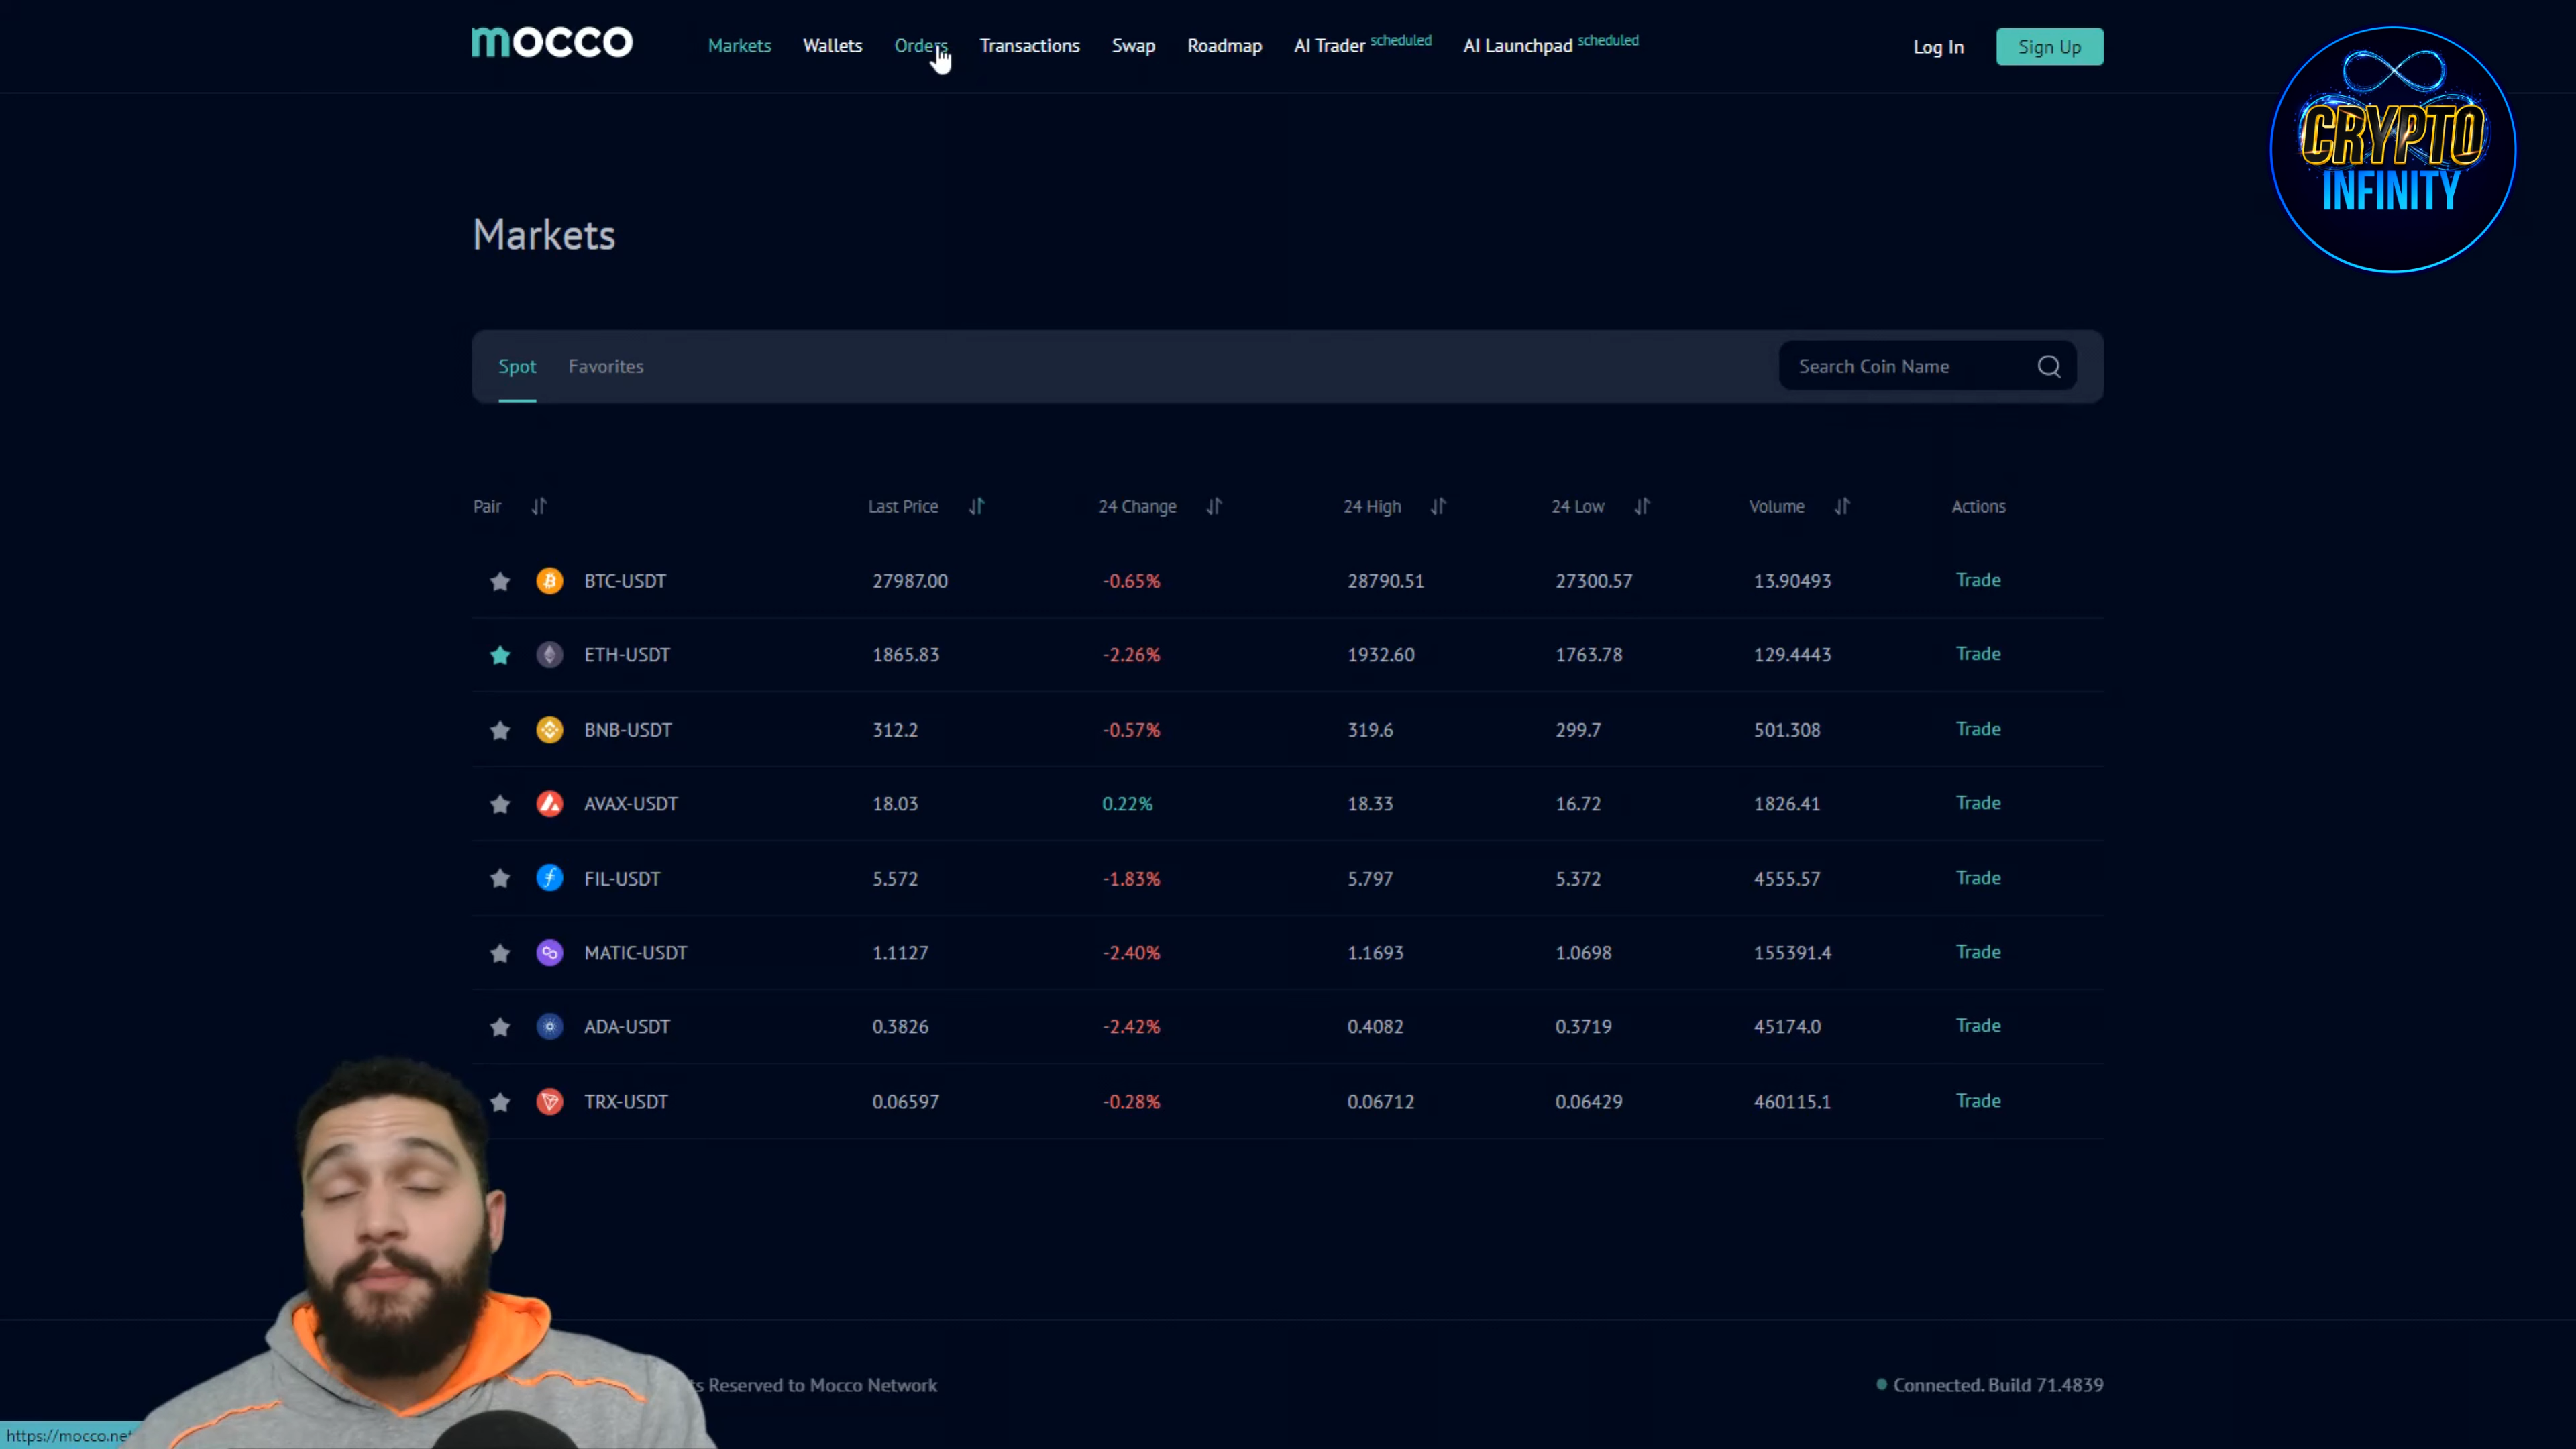 mocco Markets Wallets Orders Transactions Swap Roadmap AI Trader scheduled AI Launchpad scheduled Log In Sign Up
CRYPTO
INFINITY
Markets
Spot Favorites Search Coin Name
Pair Last Price 24 Change 24 High 24 Low Volume Actions
BTC-USDT 27987.00 -0.65% 28790.51 27300.57 13.90493 Trade
ETH-USDT 1865.83 -2.26% 1932.60 1763.78 129.4443 Trade
BNB-USDT 312.2 -0.57% 319.6 299.7 501.308 Trade
AVAX-USDT 18.03 0.22% 18.33 16.72 1826.41 Trade
FIL-USDT 5.572 -1.83% 5.797 5.372 4555.57 Trade
MATIC-USDT 1.1127 -2.40% 1.1693 1.0698 155391.4 Trade
ADA-USDT 0.3826 -2.42% 0.4082 0.3719 45174.0 Trade
TRX-USDT 0.06597 -0.28% 0.06712 0.06429 460115.1 Trade
Reserved to Mocco Network Connected. Build 71.4839
https://mocco.net